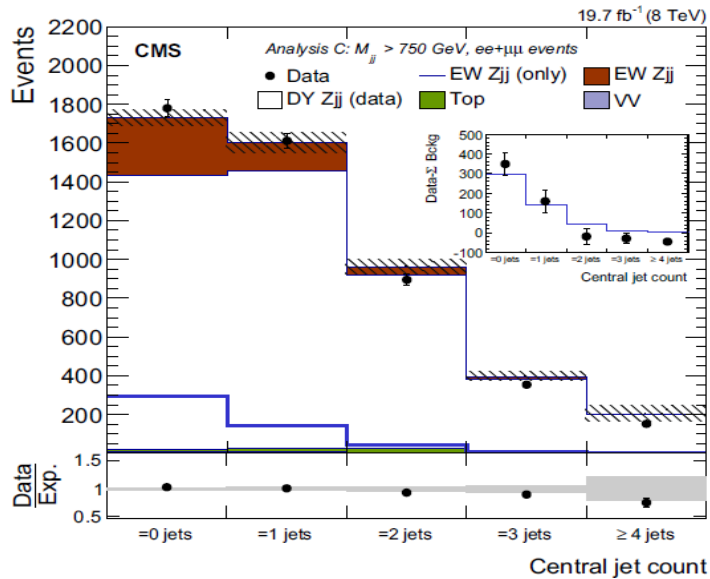 19.7 fb⁻¹ (8 TeV)
CMS
Analysis C: M_jj > 750 GeV, ee+μμ events
Data
EW Zjj (only)
EW Zjj
DY Zjj (data)
Top
VV
Events
2200
2000
1800
1600
1400
1200
1000
800
600
400
200
Data-Σ Bckg
500
400
300
200
100
0
-100
=0 jets
=1 jets
=2 jets
=3 jets
≥ 4 jets
Central jet count
Data
Exp.
1.5
1
0.5
=0 jets
=1 jets
=2 jets
=3 jets
≥ 4 jets
Central jet count